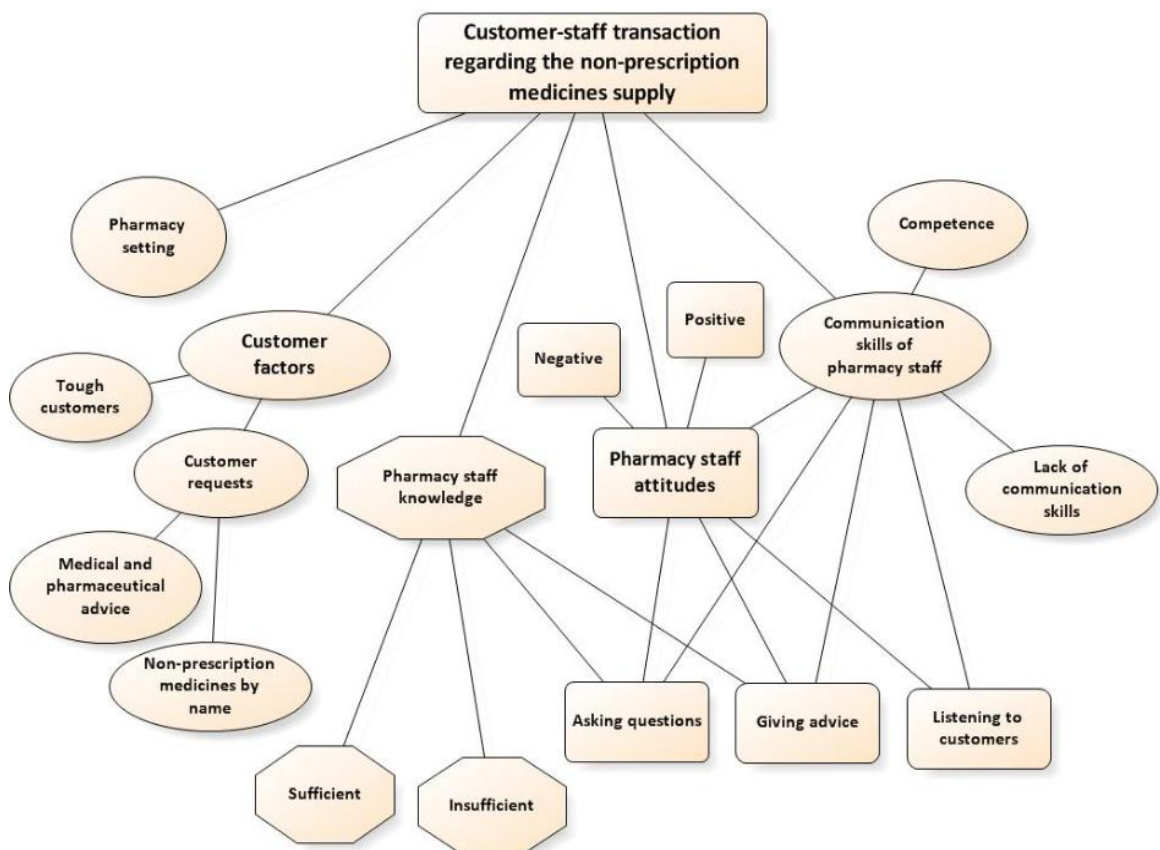 Customer-staff transaction
regarding the non-prescription
medicines supply
Pharmacy
setting
Competence
Customer
factors
Positive
Communication
skills of
pharmacy staff
Negative
Tough
customers
Customer
requests
Pharmacy staff
knowledge
Pharmacy staff
attitudes
Lack of
communication
skills
Medical and
pharmaceutical
advice
Non-prescription
medicines by
name
Asking questions
Giving advice
Listening to
customers
Sufficient
Insufficient